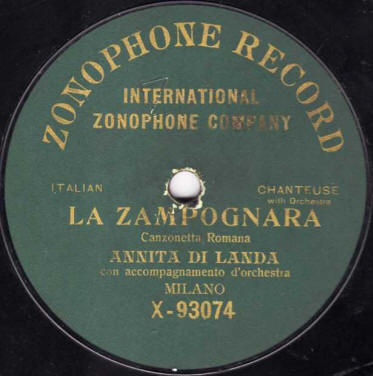 ZONOPHONE RECORD
INTERNATIONAL
ZONOPHONE COMPANY
ITALIAN
CHANTEUSE
with Orchestra
LA ZAMPOGNARA
Canzonetta Romana
ANNITA DI LANDA
con accompagnamento d'orchestra
MILANO
X-93074